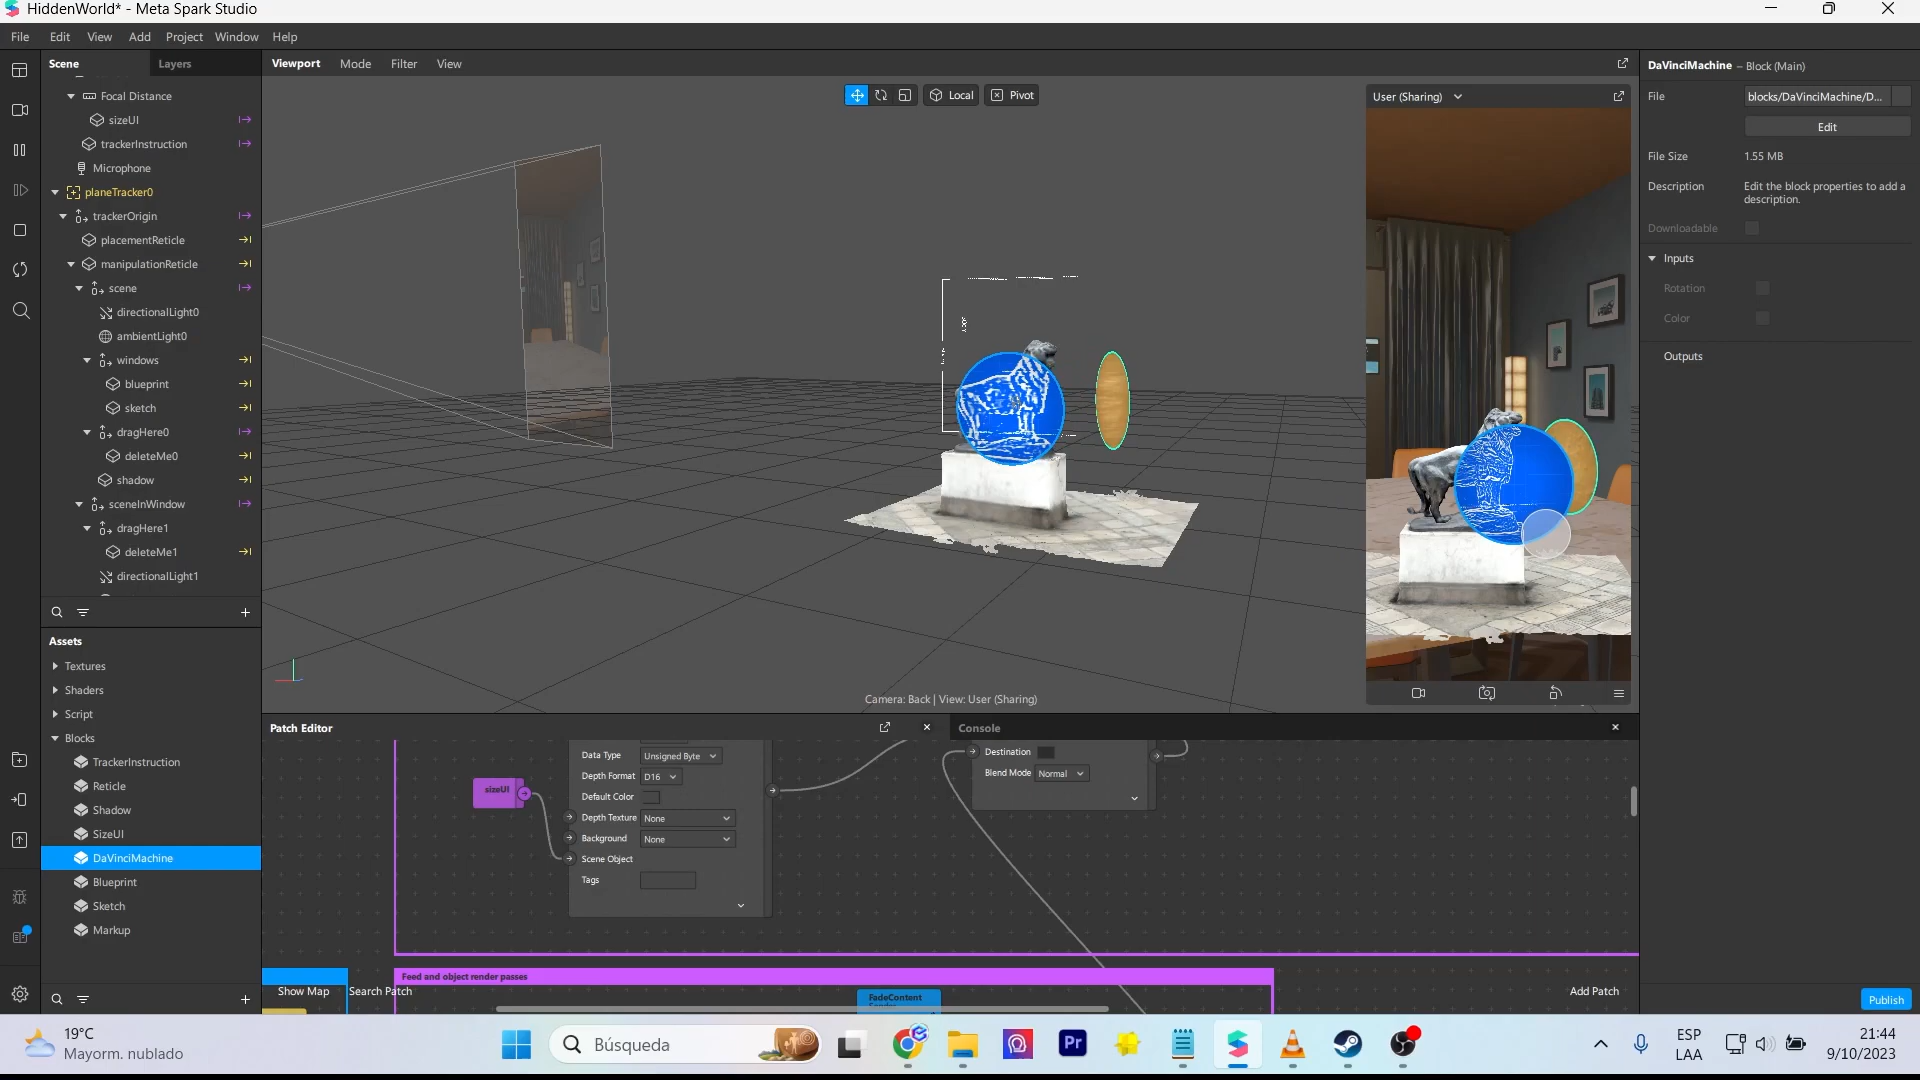 HiddenWorld* - Meta Spark Studio
File Edit View Add Project Window Help
Scene Layers
Focal Distance
sizeUI
trackerInstruction
Microphone
planeTracker0
trackerOrigin
placementReticle
manipulationReticle
scene
directionalLight0
ambientLight0
windows
blueprint
sketch
dragHere0
deleteMe0
shadow
sceneInWindow
dragHere1
deleteMe1
directionalLight1
Assets
Textures
Shaders
Script
Blocks
TrackerInstruction
Reticle
Shadow
SizeUI
DaVinciMachine
Blueprint
Sketch
Markup
Viewport Mode Filter View
Local Pivot
User (Sharing)
Camera: Back | View: User (Sharing)
DaVinciMachine – Block (Main)
File blocks/DaVinciMachine/D...
Edit
File Size 1.55 MB
Description Edit the block properties to add a
description.
Downloadable
Inputs
Rotation
Color
Outputs
Patch Editor
Console
sizeUI
Data Type Unsigned Byte
Depth Format D16
Default Color
Depth Texture None
Background None
Scene Object
Tags
Destination
Blend Mode Normal
Feed and object render passes
Show Map Search Patch
FadeContent
Add Patch
Publish
19°C
Mayorm. nublado
Búsqueda
Pr
ESP
LAA
21:44
9/10/2023